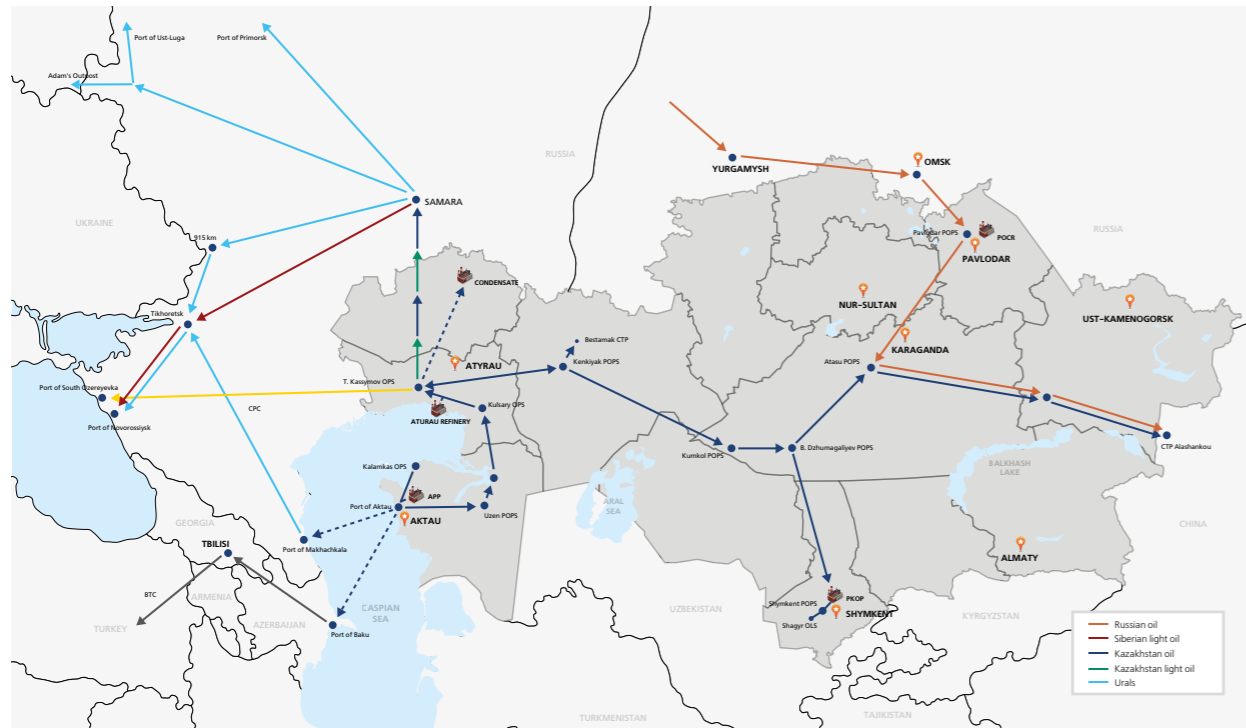 Port of Ust-Luga
Port of Primorsk
Adam's Outpost
RUSSIA
YURGAMYSH
OMSK
SAMARA
UKRAINE
915 km
Pavlodar POPS
POCR
RUSSIA
PAVLODAR
CONDENSATE
NUR-SULTAN
UST-KAMENOGORSK
Tikhoretsk
KARAGANDA
Bestamak CTP
ATYRAU
Kenkiyak POPS
Atasu POPS
T. Kassymov OPS
Port of South Ozereyevka
CPC
Kulsary OPS
ATURAU REFINERY
Port of Novorossiysk
Kumkol POPS
B. Dzhumagaliyev POPS
CTP Alashankou
Kalamkas OPS
BALKHASH
LAKE
APP
ARAL
SEA
Port of Aktau
Uzen POPS
AKTAU
GEORGIA
CHINA
TBILISI
Port of Makhachkala
ALMATY
BTC
ARMENIA
PKOP
Shymkent POPS
CASPIAN
SEA
UZBEKISTAN
SHYMKENT
KYRGYZSTAN
Shagyr OLS
TURKEY
AZERBAIJAN
Port of Baku
Russian oil
Siberian light oil
Kazakhstan oil
Kazakhstan light oil
Urals
TURKMENISTAN
TAJIKISTAN